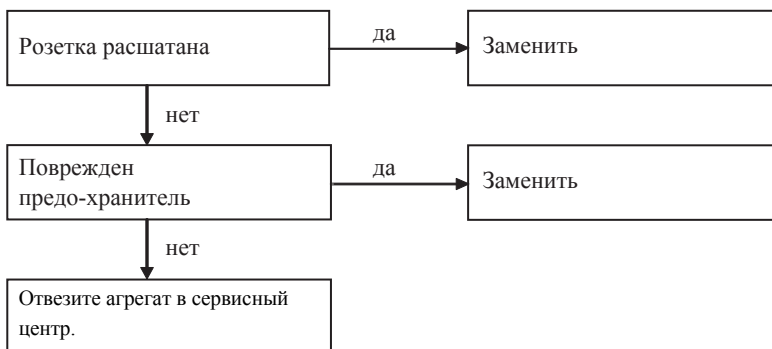 Розетка расшатана
да
Заменить
нет
Поврежден
предо-хранитель
да
Заменить
нет
Отвезите агрегат в сервисный
центр.